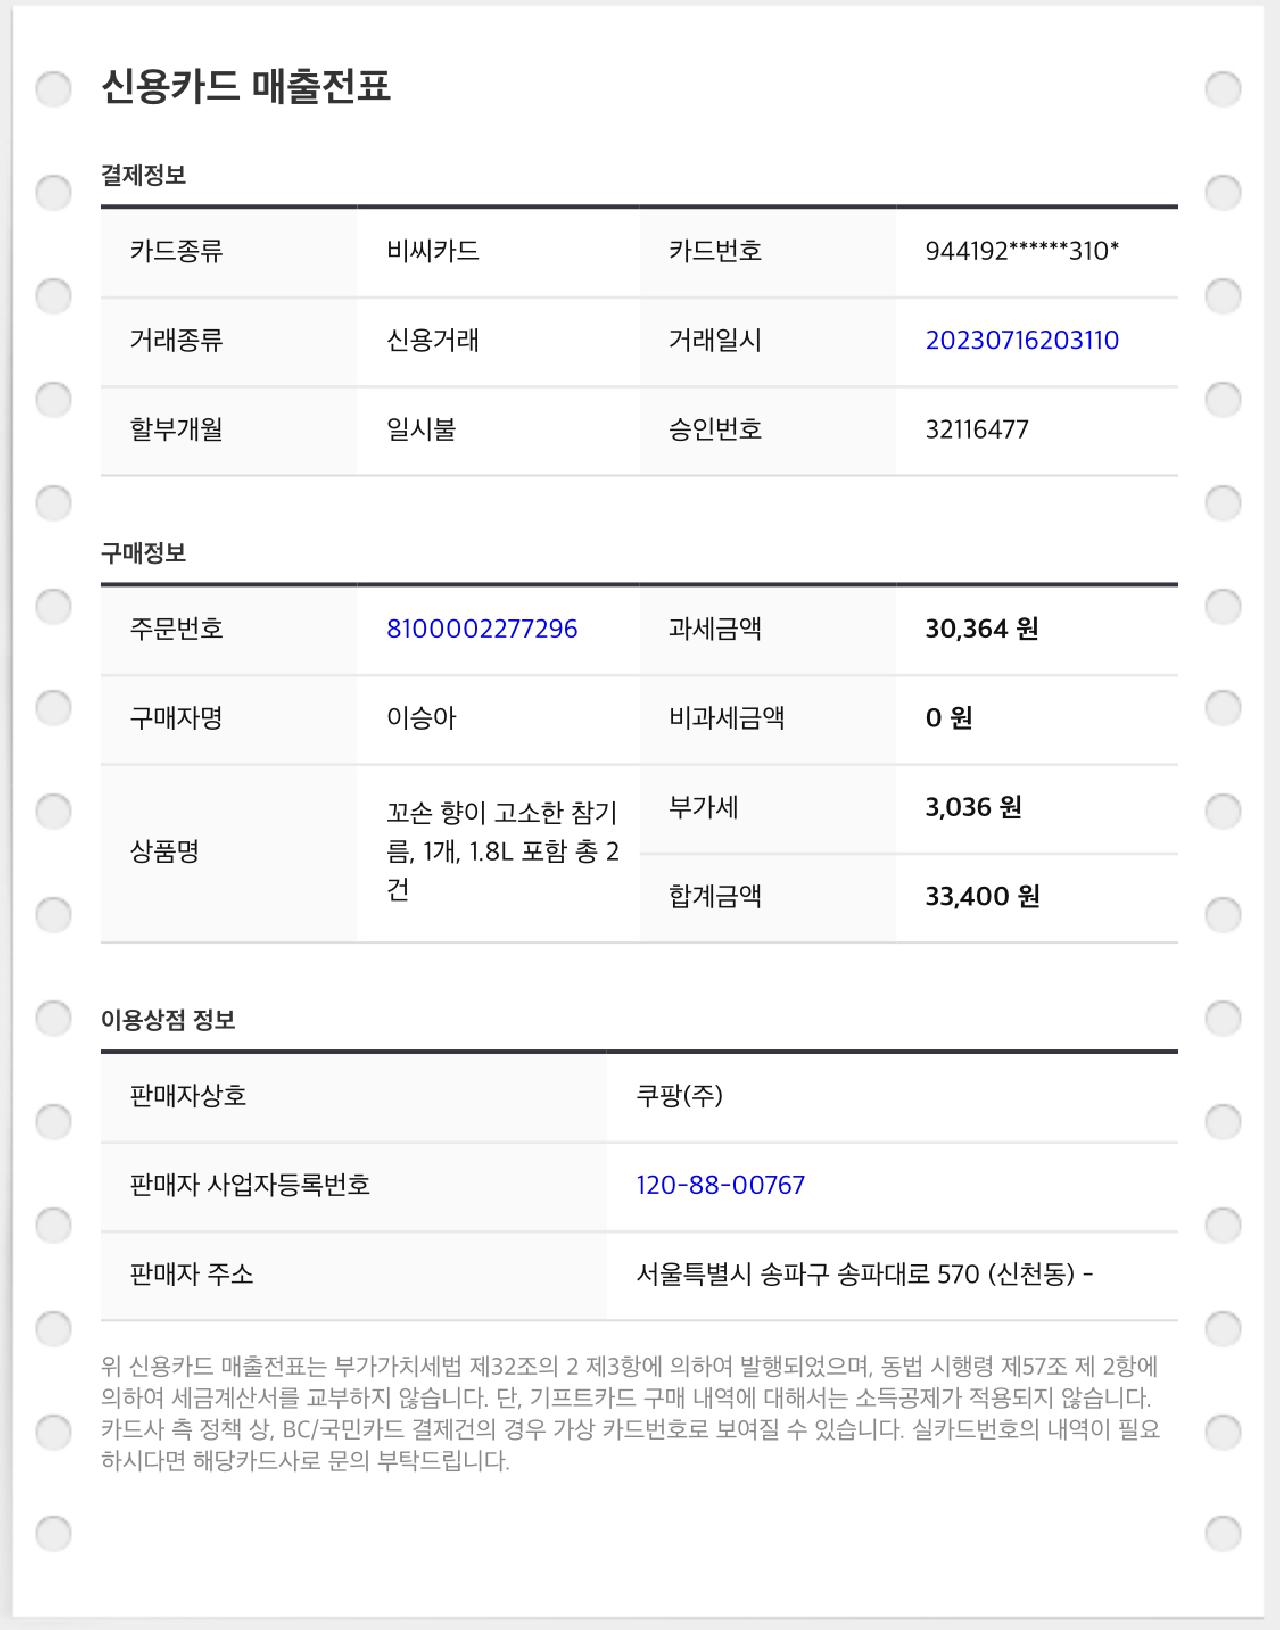 신용카드 매출전표
결제정보
카드종류 비씨카드 카드번호 944192******310*
거래종류 신용거래 거래일시 20230716203110
할부개월 일시불 승인번호 32116477
구매정보
주문번호 8100002277296 과세금액 30,364 원
구매자명 이승아 비과세금액 0 원
상품명 꼬손 향이 고소한 참기
름, 1개, 1.8L 포함 총 2
건
부가세 3,036 원
합계금액 33,400 원
이용상점 정보
판매자상호 쿠팡(주)
판매자 사업자등록번호 120-88-00767
판매자 주소 서울특별시 송파구 송파대로 570 (신천동) -
위 신용카드 매출전표는 부가가치세법 제32조의 2 제3항에 의하여 발행되었으며, 동법 시행령 제57조 제 2항에
의하여 세금계산서를 교부하지 않습니다. 단, 기프트카드 구매 내역에 대해서는 소득공제가 적용되지 않습니다.
카드사 측 정책 상, BC/국민카드 결제건의 경우 가상 카드번호로 보여질 수 있습니다. 실카드번호의 내역이 필요
하시다면 해당카드사로 문의 부탁드립니다.